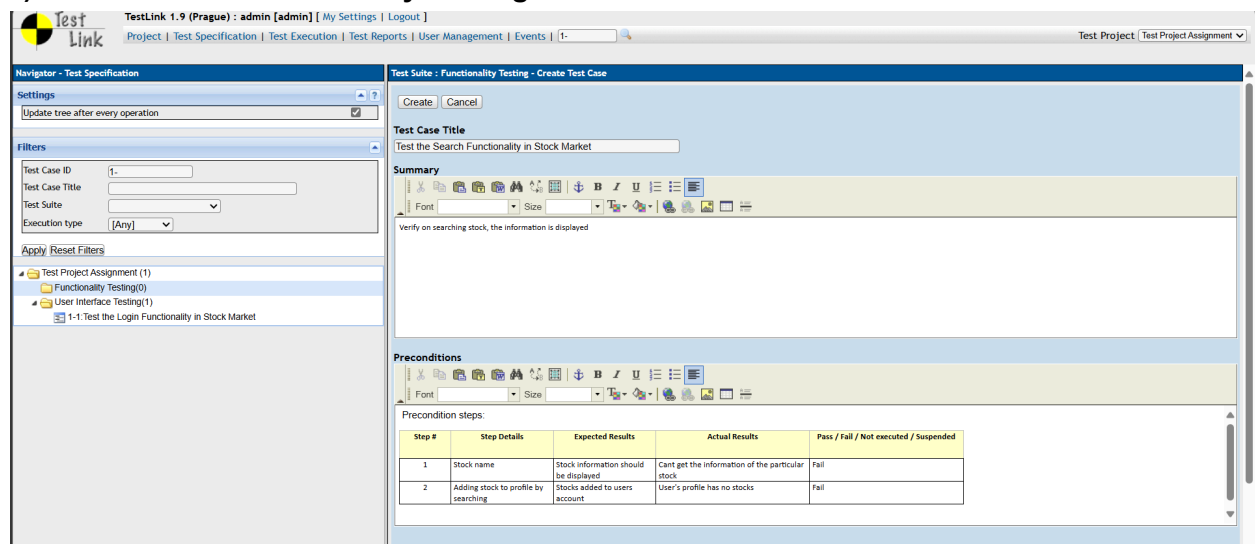 Test Link
TestLink 1.9 (Prague) : admin [admin] [ My Settings | Logout ]
Project | Test Specification | Test Execution | Test Reports | User Management | Events | 1-
Test Project Test Project Assignment
Navigator - Test Specification
Settings
?
Update tree after every operation
Filters
Test Case ID 1-
Test Case Title
Test Suite
Execution type [Any]
Apply Reset Filters
Test Project Assignment (1)
Functionality Testing(0)
User Interface Testing(1)
1-1:Test the Login Functionality in Stock Market
Test Suite : Functionality Testing - Create Test Case
Create Cancel
Test Case Title
Test the Search Functionality in Stock Market
Summary
B I U
Font Size
Verify on searching stock, the information is displayed
Preconditions
B I U
Font Size
Precondition steps:
Step # Step Details Expected Results Actual Results Pass / Fail / Not executed / Suspended
1 Stock name Stock information should be displayed Cant get the information of the particular stock Fail
2 Adding stock to profile by searching Stocks added to users account User's profile has no stocks Fail